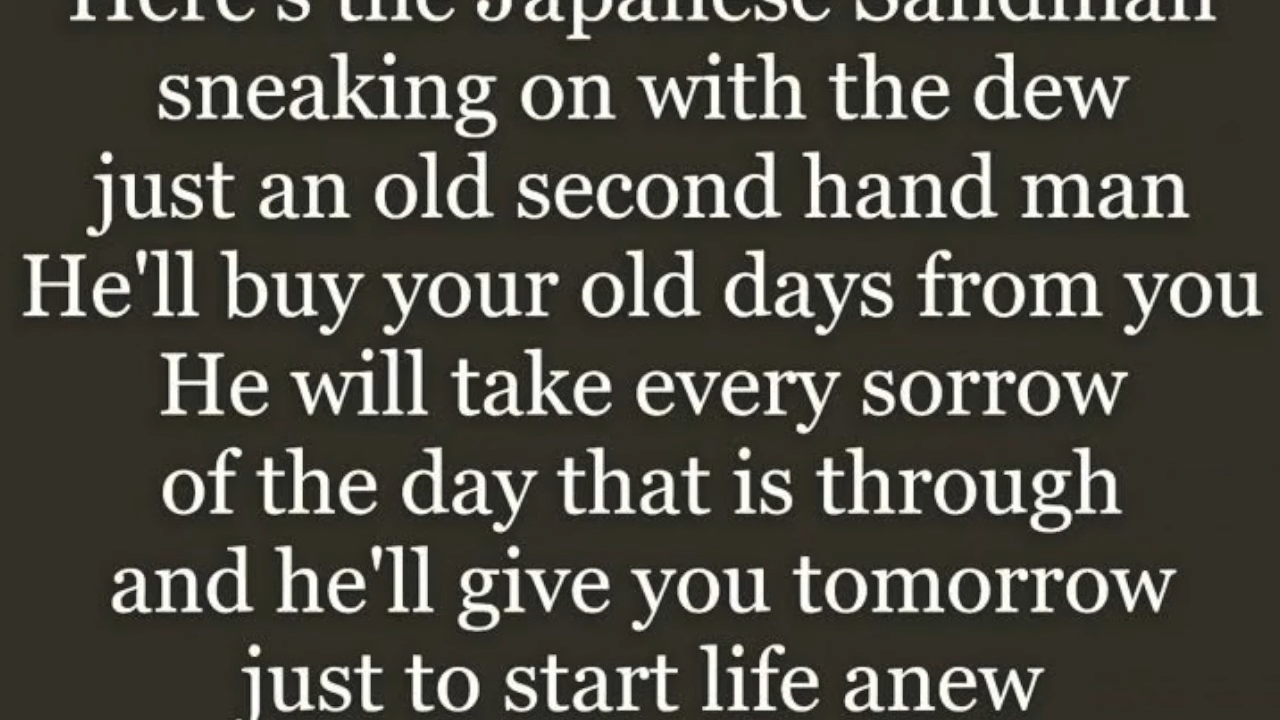 Here's the Japanese Sandman
sneaking on with the dew
just an old second hand man
He'll buy your old days from you
He will take every sorrow
of the day that is through
and he'll give you tomorrow
just to start life anew